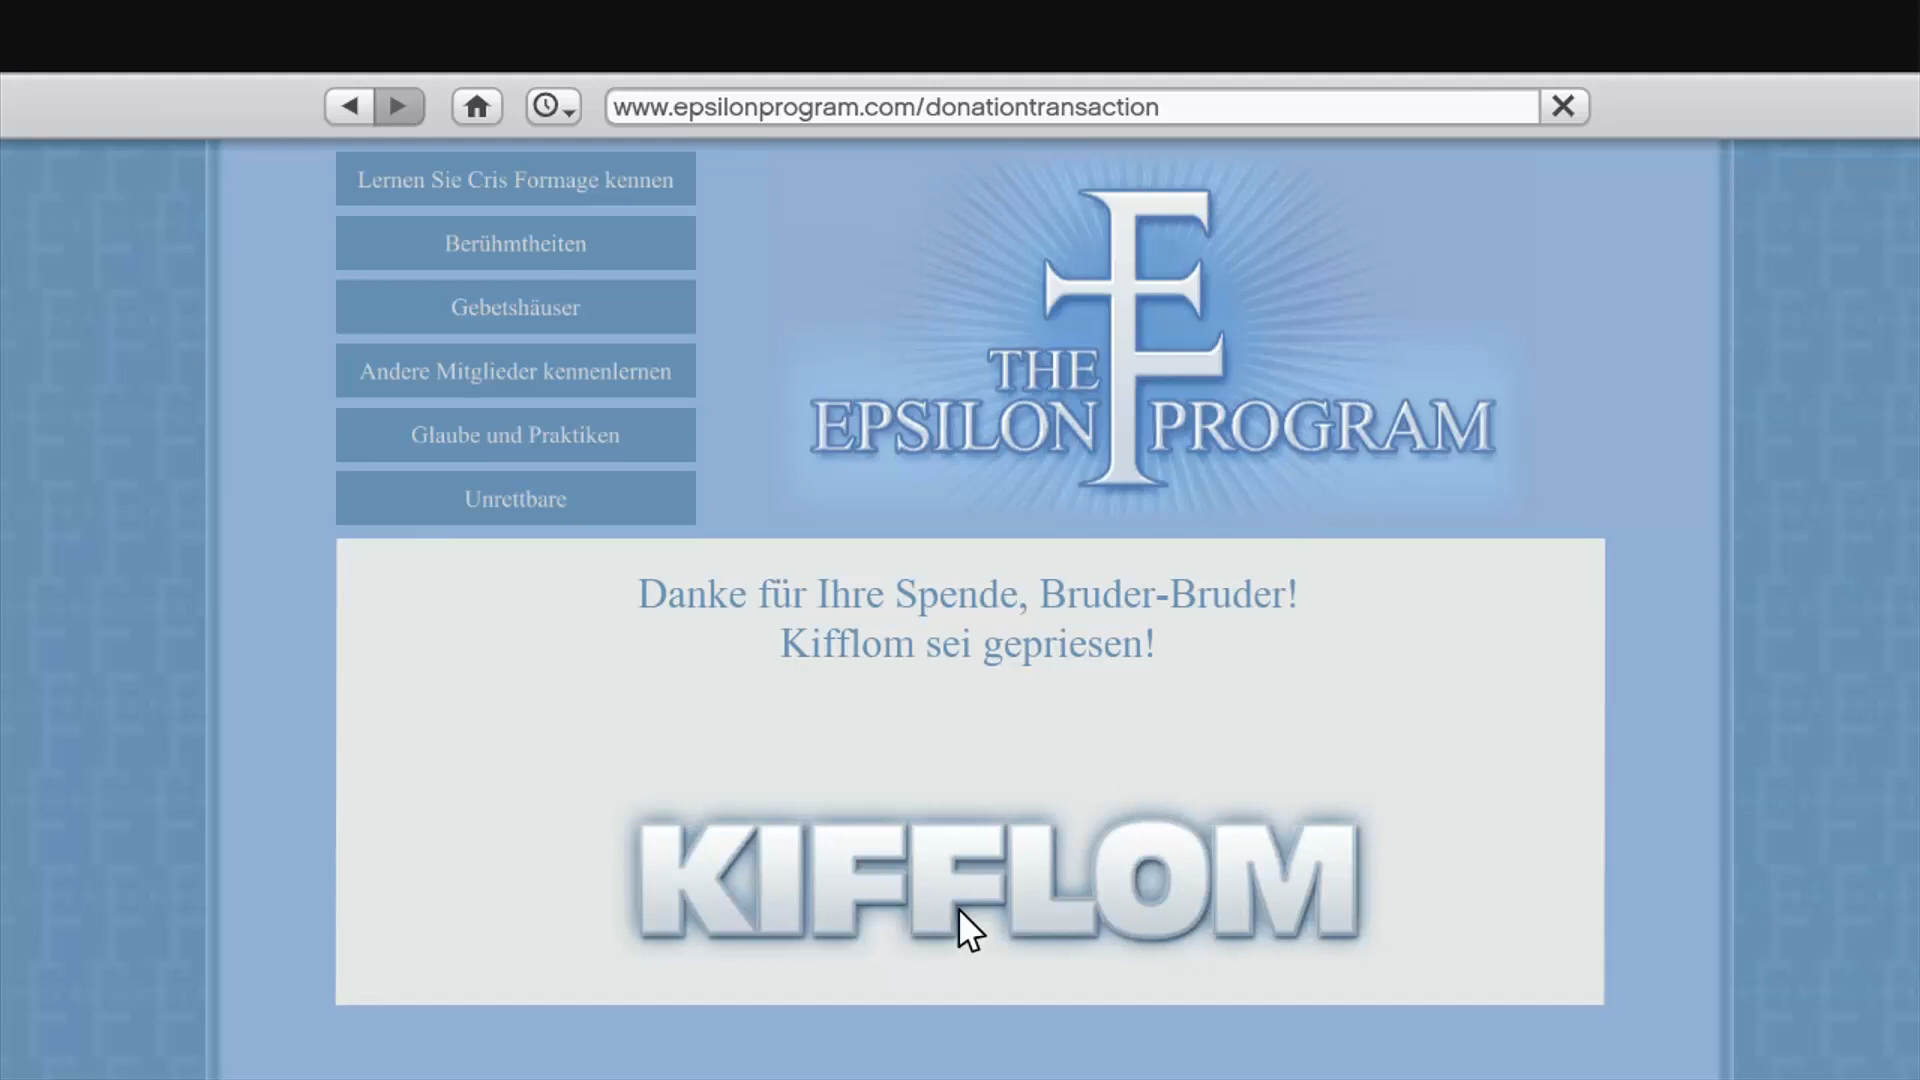 www.epsilonprogram.com/donationtransaction
Lernen Sie Cris Formage kennen
Berühmtheiten
Gebetshäuser
Andere Mitglieder kennenlernen
Glaube und Praktiken
Unrettbare
THE
EPSILON PROGRAM
Danke für Ihre Spende, Bruder-Bruder!
Kifflom sei gepriesen!
KIFFLOM